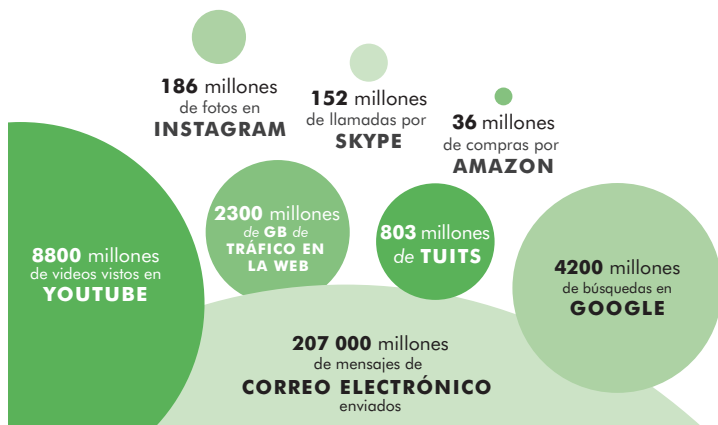 186 millones
de fotos en
INSTAGRAM
152 millones
de llamadas por
SKYPE
36 millones
de compras por
AMAZON
8800 millones
de videos vistos en
YOUTUBE
2300 millones
de GB de
TRÁFICO EN
LA WEB
803 millones
de TUITS
4200 millones
de búsquedas en
GOOGLE
207 000 millones
de mensajes de
CORREO ELECTRÓNICO
enviados